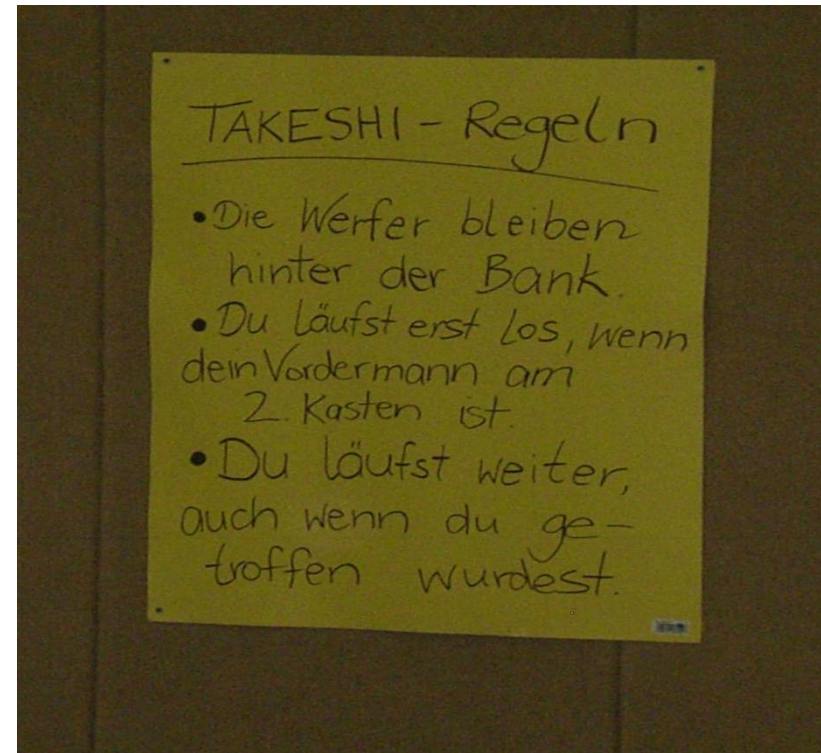 TAKESHI - Regeln
• Die Werfer bleiben
hinter der Bank.
• Du läufst erst los, wenn
dein Vordermann am
2. Kasten ist.
• Du läufst weiter,
auch wenn du ge-
troffen wurdest.